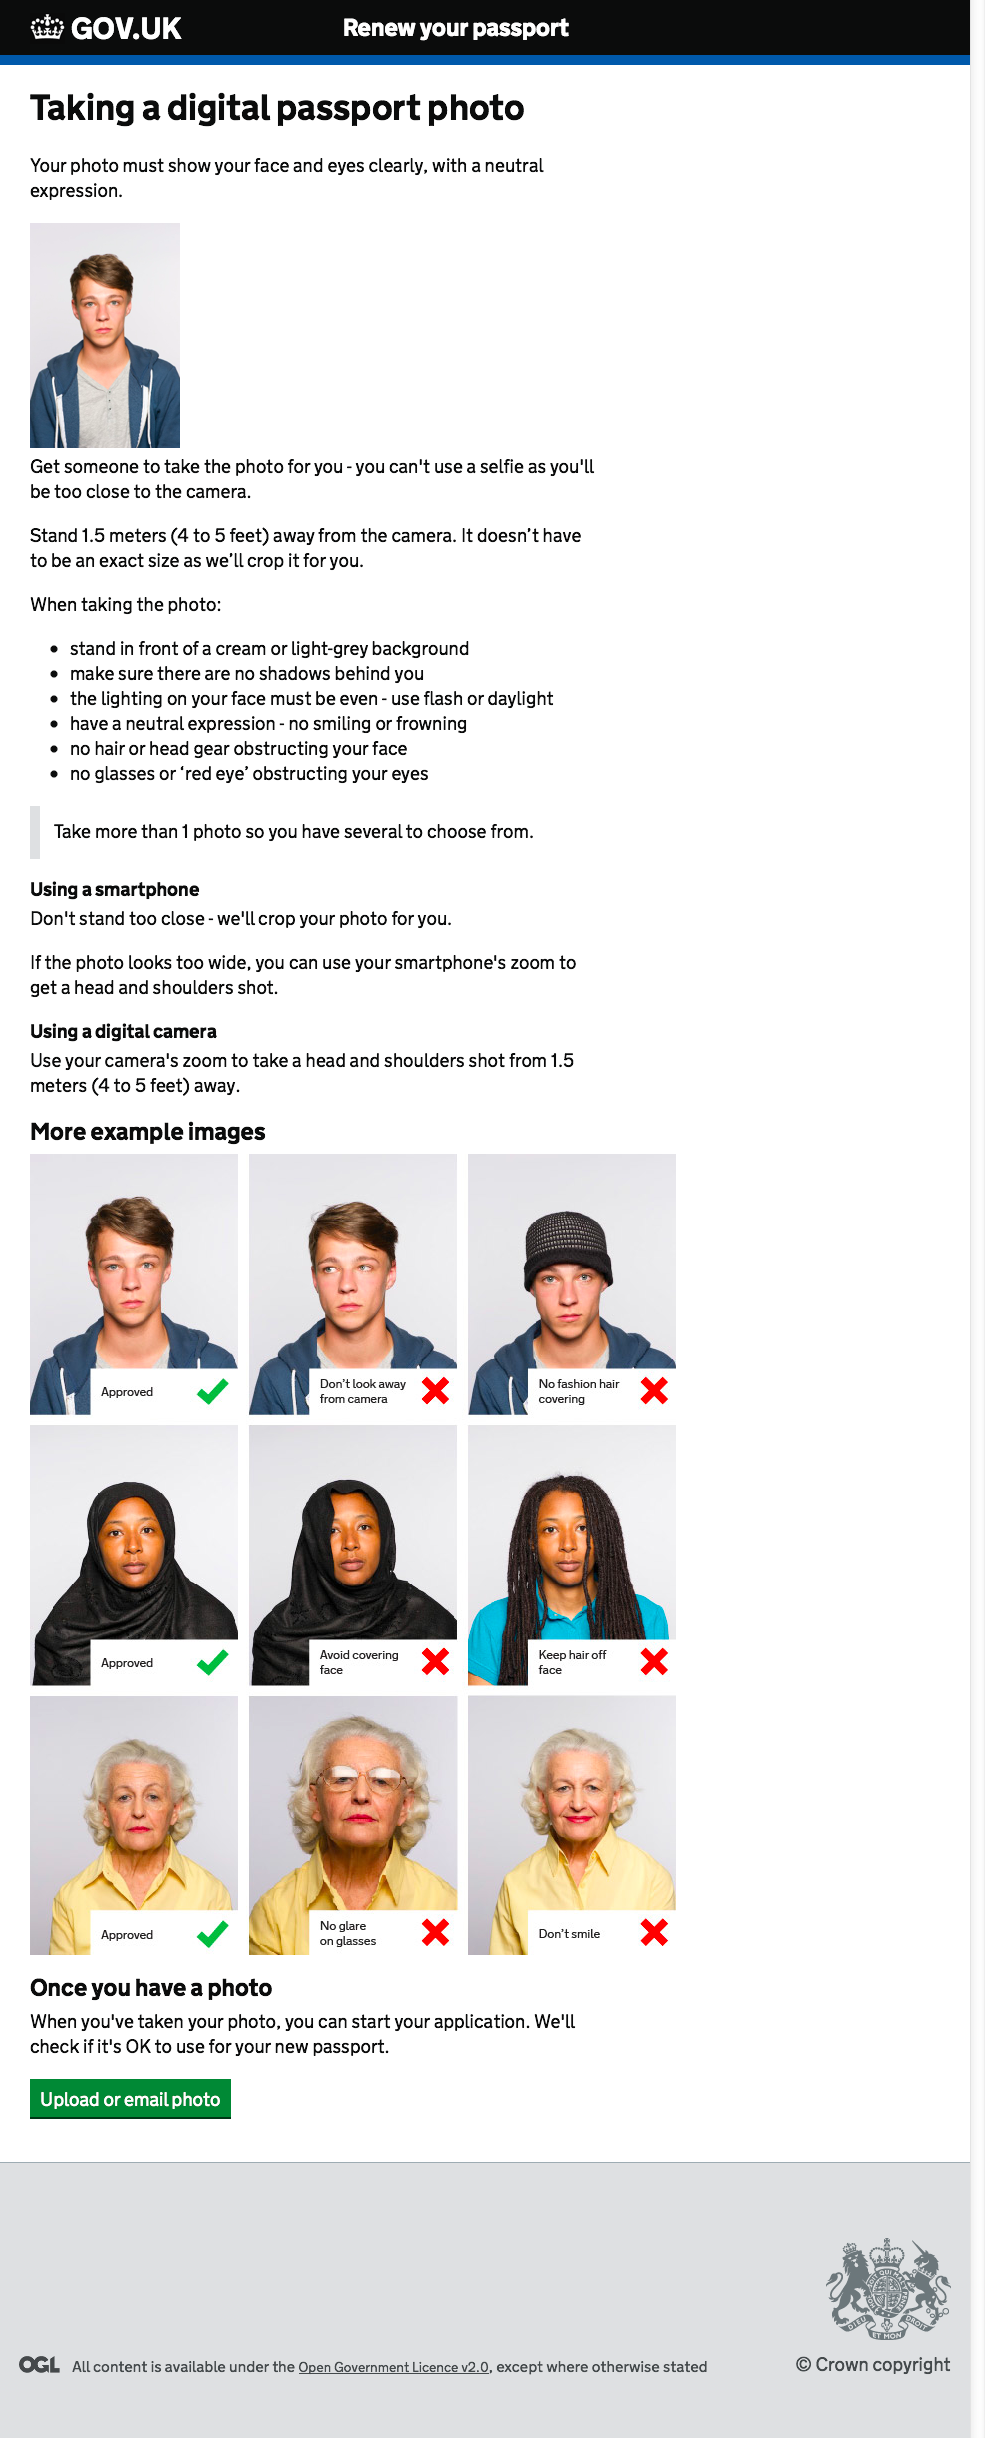 GOV.UK
Renew your passport
Taking a digital passport photo
Your photo must show your face and eyes clearly, with a neutral
expression.
Get someone to take the photo for you - you can't use a selfie as you'll
be too close to the camera.
Stand 1.5 meters (4 to 5 feet) away from the camera. It doesn’t have
to be an exact size as we’ll crop it for you.
When taking the photo:
• stand in front of a cream or light-grey background
• make sure there are no shadows behind you
• the lighting on your face must be even - use flash or daylight
• have a neutral expression - no smiling or frowning
• no hair or head gear obstructing your face
• no glasses or ‘red eye’ obstructing your eyes
Take more than 1 photo so you have several to choose from.
Using a smartphone
Don't stand too close - we'll crop your photo for you.
If the photo looks too wide, you can use your smartphone's zoom to
get a head and shoulders shot.
Using a digital camera
Use your camera's zoom to take a head and shoulders shot from 1.5
meters (4 to 5 feet) away.
More example images
Approved
Don’t look away
from camera
No fashion hair
covering
Approved
Avoid covering
face
Keep hair off
face
Approved
No glare
on glasses
Don’t smile
Once you have a photo
When you've taken your photo, you can start your application. We'll
check if it's OK to use for your new passport.
Upload or email photo
DIEU ET MON DROIT
OGL All content is available under the Open Government Licence v2.0, except where otherwise stated
© Crown copyright